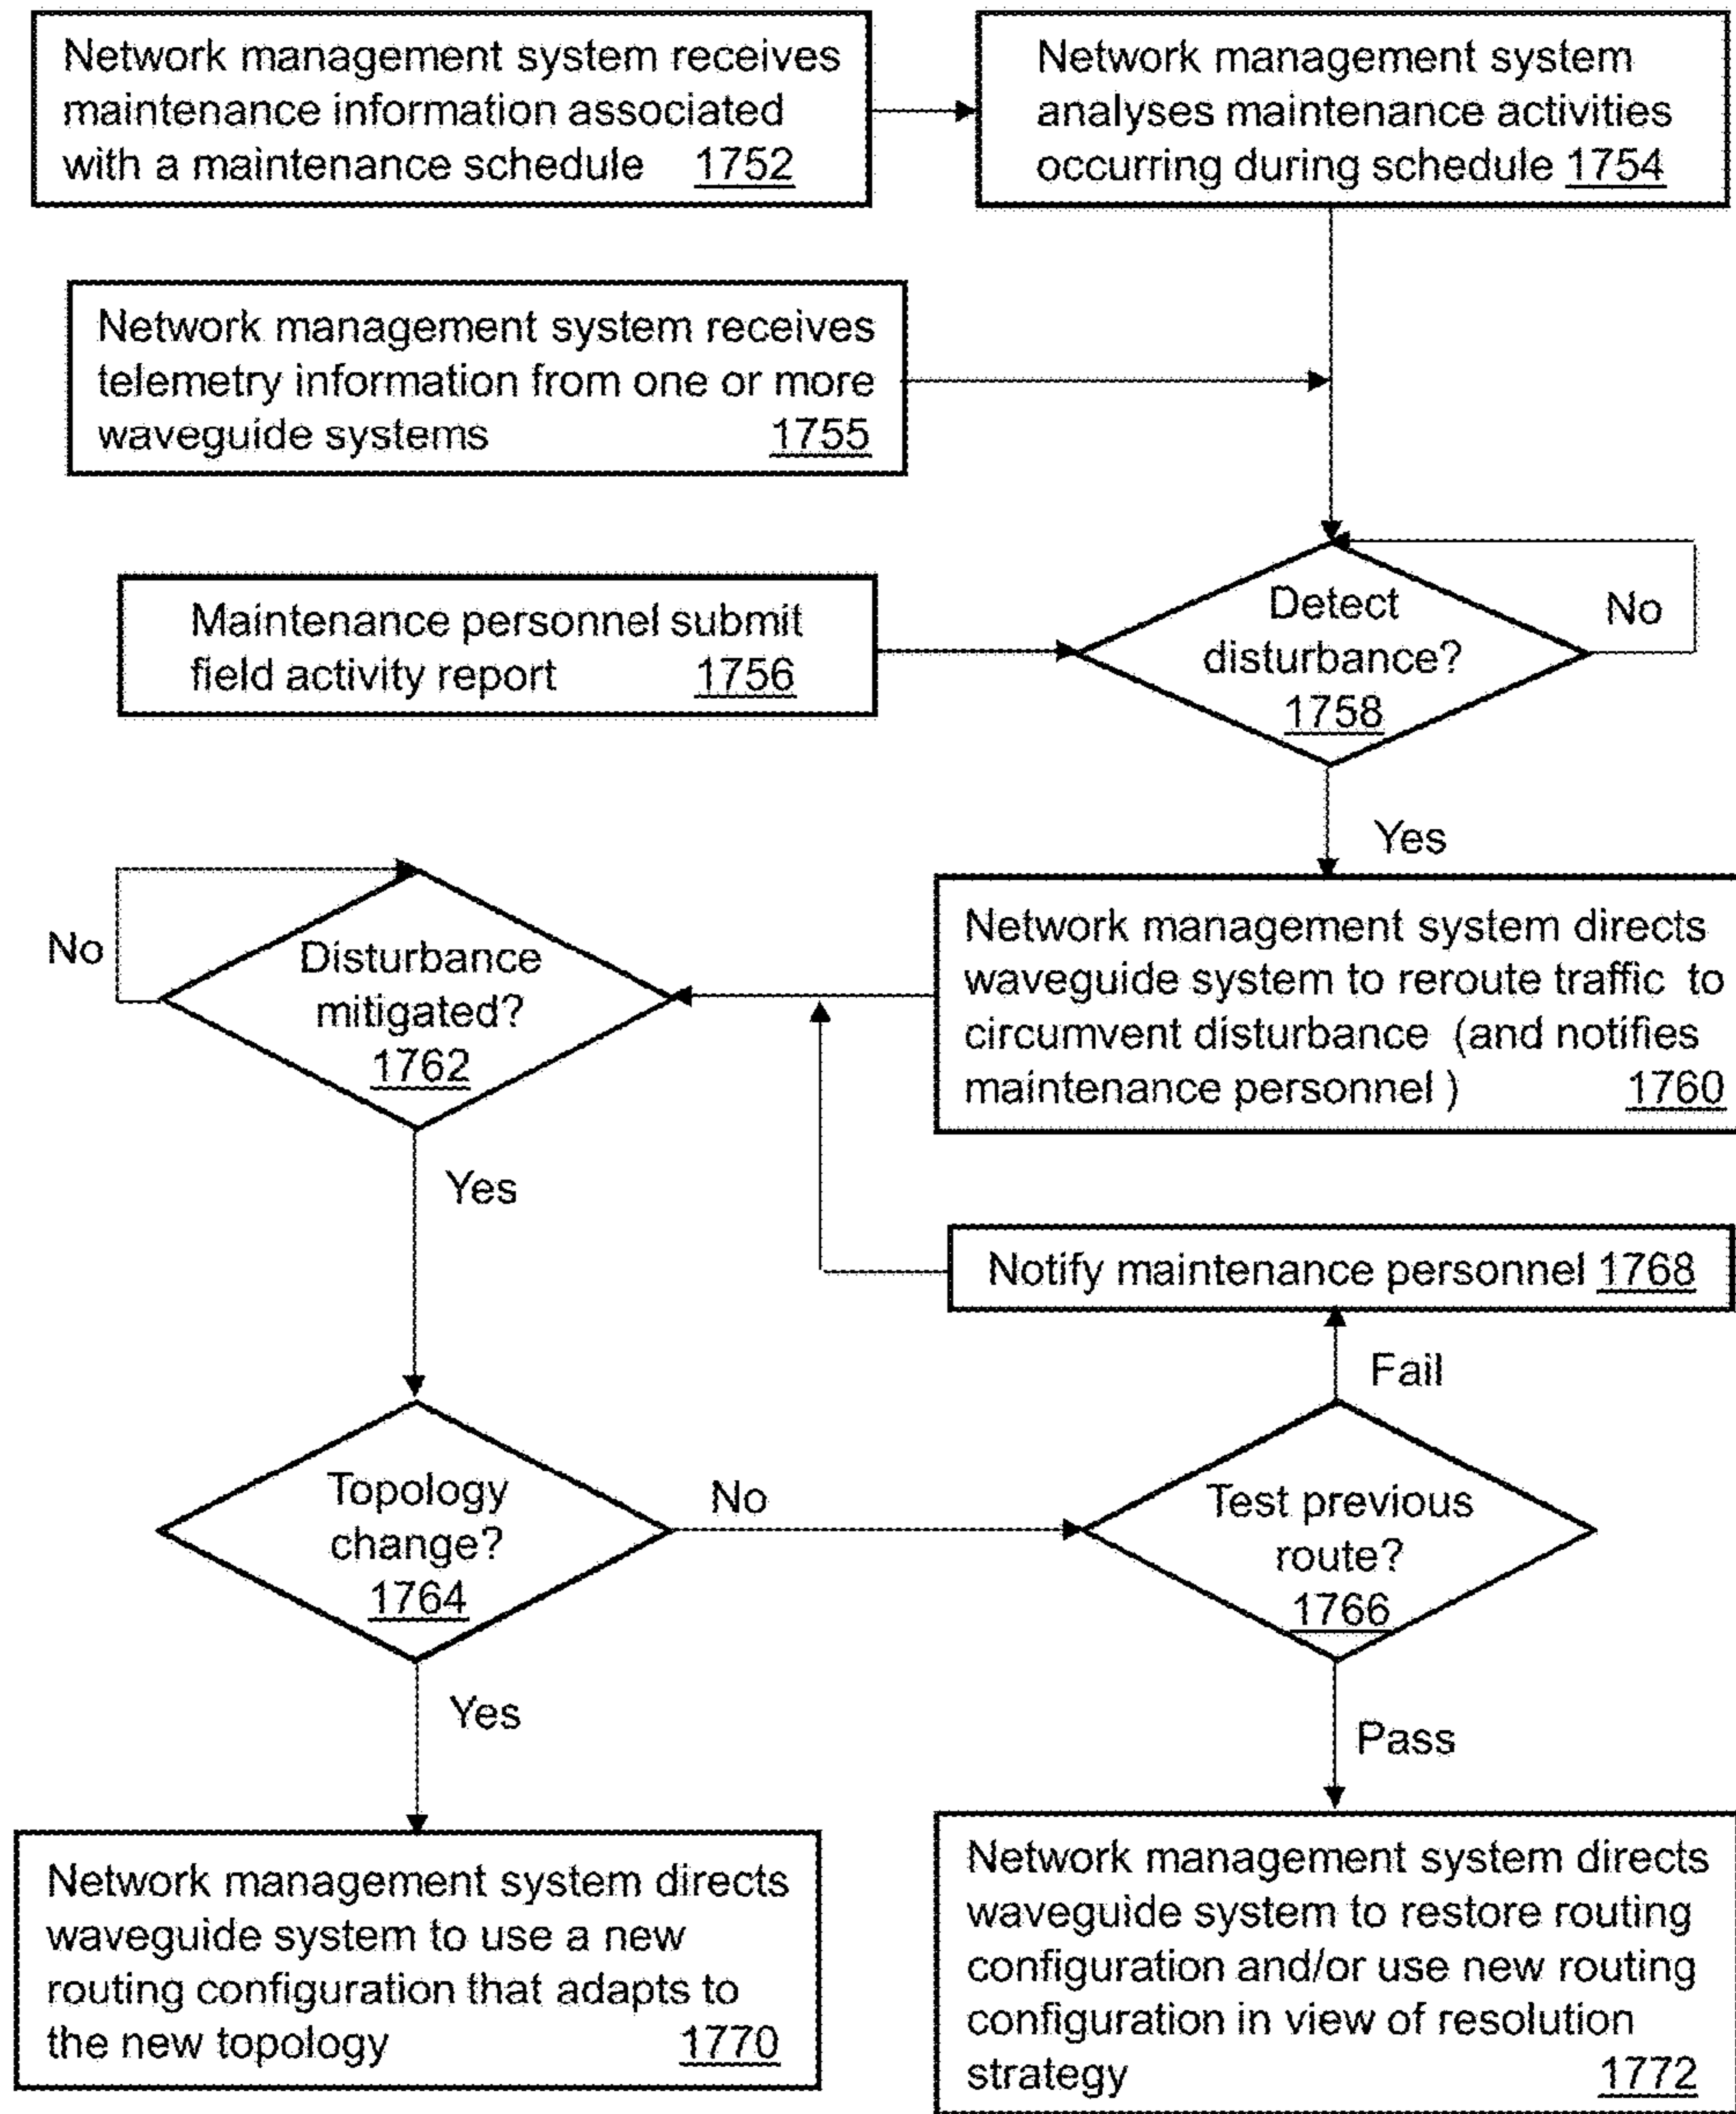 Network management system receives
maintenance information associated
with a maintenance schedule 1752
Network management system
analyses maintenance activities
occurring during schedule 1754
Network management system receives
telemetry information from one or more
waveguide systems 1755
Maintenance personnel submit
field activity report 1756
Detect
disturbance?
1758
No
Yes
Network management system directs
waveguide system to reroute traffic to
circumvent disturbance (and notifies
maintenance personnel ) 1760
No
Disturbance
mitigated?
1762
Yes
Notify maintenance personnel 1768
Fail
Topology
change?
1764
No
Test previous
route?
1766
Yes
Pass
Network management system directs
waveguide system to use a new
routing configuration that adapts to
the new topology 1770
Network management system directs
waveguide system to restore routing
configuration and/or use new routing
configuration in view of resolution
strategy 1772